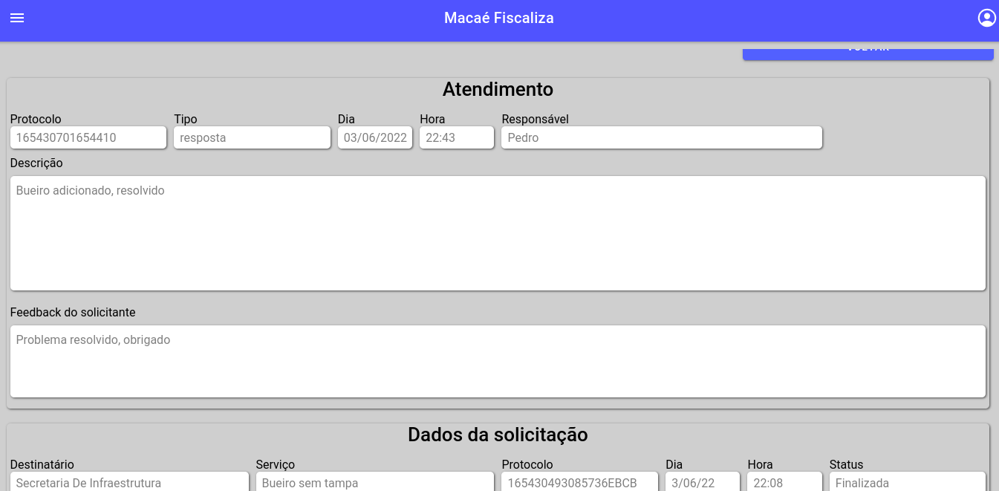 Macaé Fiscaliza
Atendimento
Protocolo Tipo Dia Hora Responsável
165430701654410 resposta 03/06/2022 22:43 Pedro
Descrição
Bueiro adicionado, resolvido
Feedback do solicitante
Problema resolvido, obrigado
Dados da solicitação
Destinatário Serviço Protocolo Dia Hora Status
Secretaria De Infraestrutura Bueiro sem tampa 165430493085736EBCB 3/06/22 22:08 Finalizada